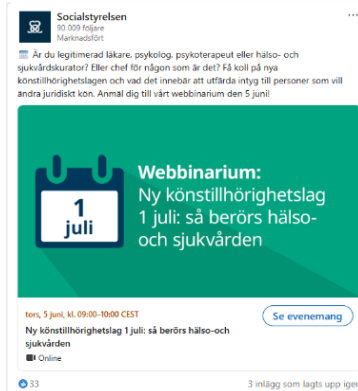 Socialstyrelsen
90 009 följare
Marknadsfört
...
Är du legitimerad läkare, psykolog, psykoterapeut eller hälso- och
sjukvårdskurator? Eller chef för någon som är det? Få koll på nya
könstillhörighetslagen och vad det innebär att utfärda intyg till personer som vill
ändra juridiskt kön. Anmäl dig till vårt webbinarium den 5 juni!
1
juli
Webbinarium:
Ny könstillhörighetslag
1 juli: så berörs hälso-
och sjukvården
tors, 5 juni, kl. 09:00-10:00 CEST
Se evenemang
Ny könstillhörighetslag 1 juli: så berörs hälso- och
sjukvården
Online
33
3 inlägg som lagts upp igen